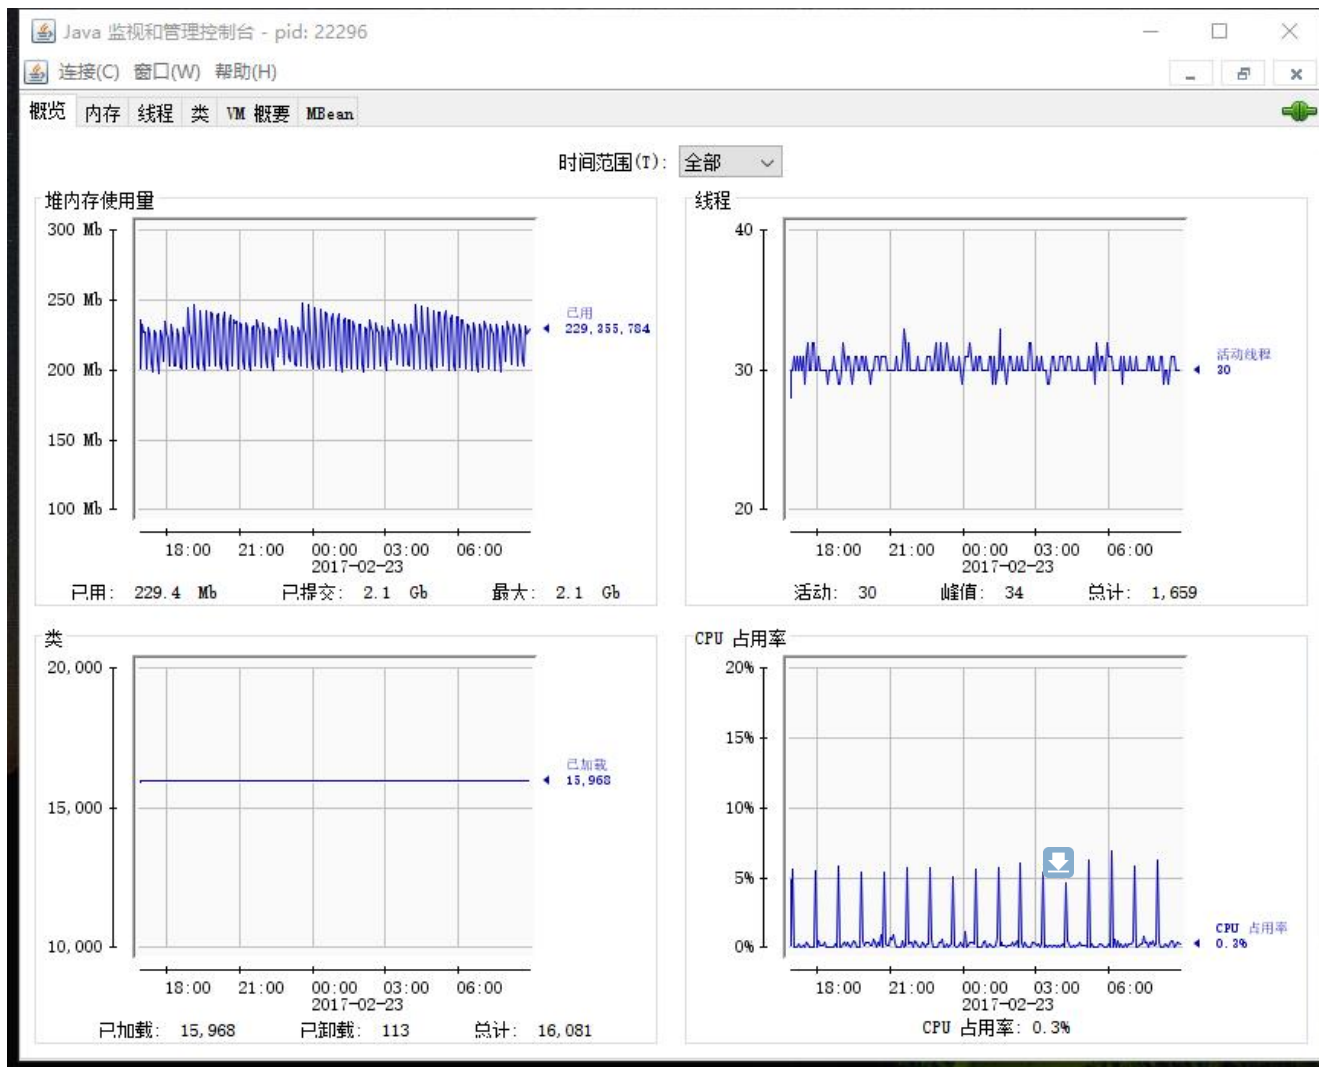 Java 监视和管理控制台 - pid: 22296
连接(C) 窗口(W) 帮助(H)
概览 内存 线程 类 VM 概要 MBean
时间范围(T): 全部
堆内存使用量
300 Mb
250 Mb
200 Mb
150 Mb
100 Mb
已用
229,355,784
18:00 21:00 00:00 03:00 06:00
2017-02-23
已用: 229.4 Mb 已提交: 2.1 Gb 最大: 2.1 Gb
线程
40
30
20
活动线程
30
18:00 21:00 00:00 03:00 06:00
2017-02-23
活动: 30 峰值: 34 总计: 1,659
类
20,000
15,000
10,000
已加载
15,968
18:00 21:00 00:00 03:00 06:00
2017-02-23
已加载: 15,968 已卸载: 113 总计: 16,081
CPU 占用率
20%
15%
10%
5%
0%
CPU 占用率
0.3%
18:00 21:00 00:00 03:00 06:00
2017-02-23
CPU 占用率: 0.3%